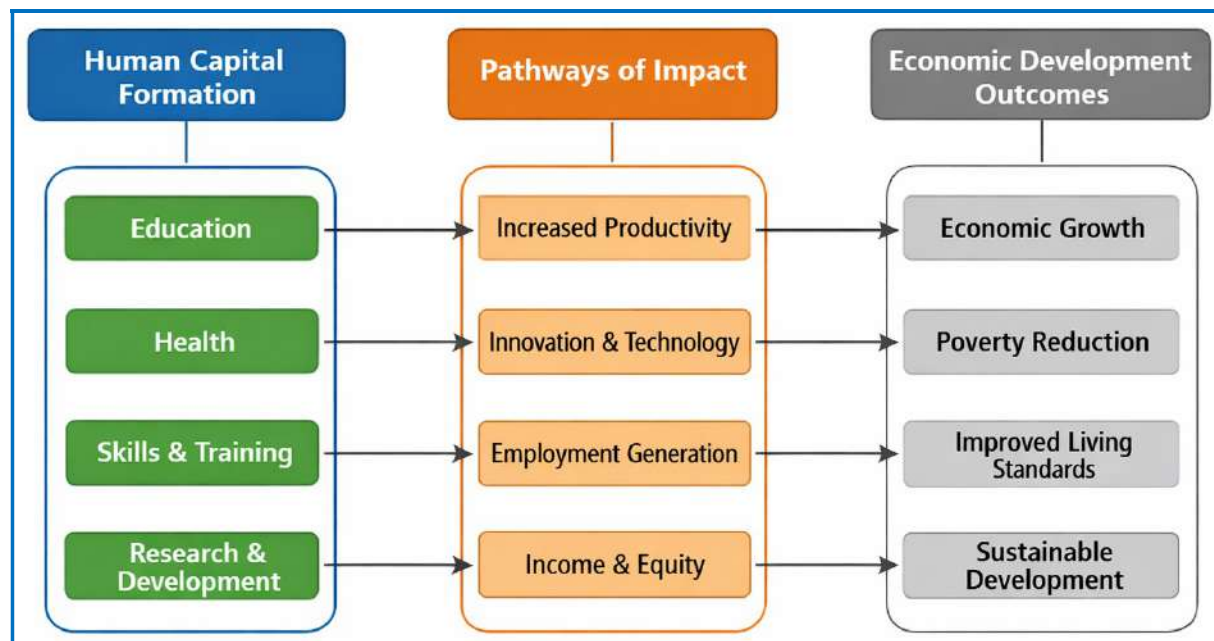 Human Capital
Formation
Pathways of Impact
Economic Development
Outcomes
Education
Increased Productivity
Economic Growth
Health
Innovation & Technology
Poverty Reduction
Skills & Training
Employment Generation
Improved Living
Standards
Research &
Development
Income & Equity
Sustainable
Development